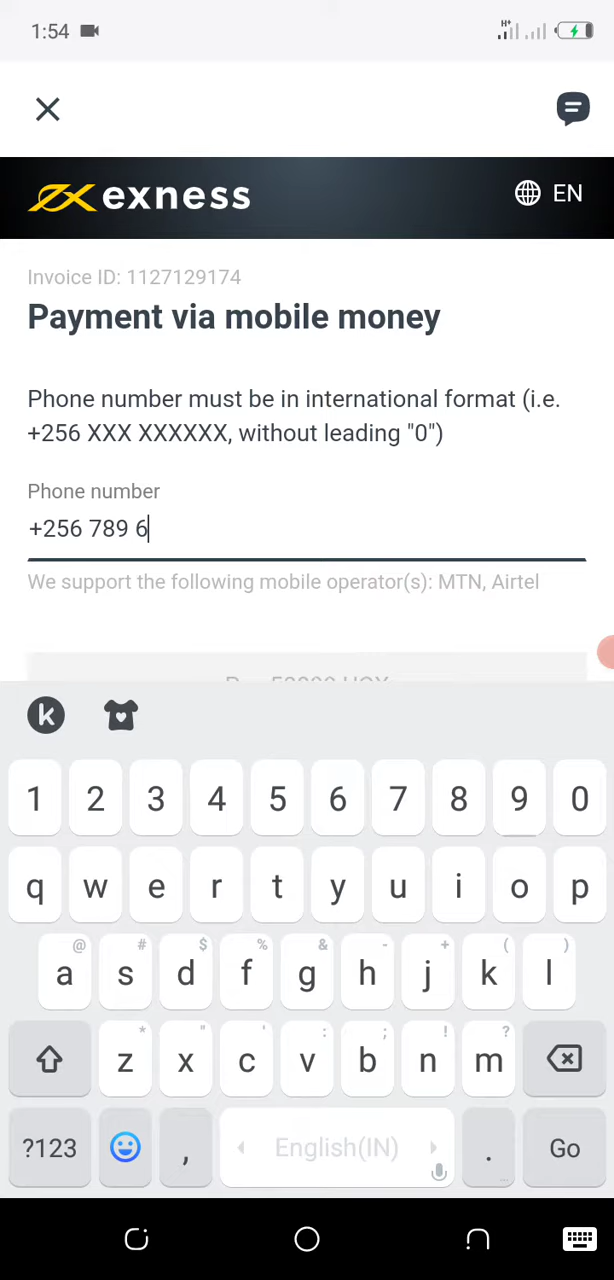 1:54
H+
exness
EN
Invoice ID: 1127129174
Payment via mobile money
Phone number must be in international format (i.e.
+256 XXX XXXXXX, without leading "0")
Phone number
+256 789 6
We support the following mobile operator(s): MTN, Airtel
k
1 2 3 4 5 6 7 8 9 0
q w e r t y u i o p
@ # $ % & - + ( )
a s d f g h j k l
* " ' : ; ! ?
z x c v b n m
?123 , English(IN) . Go